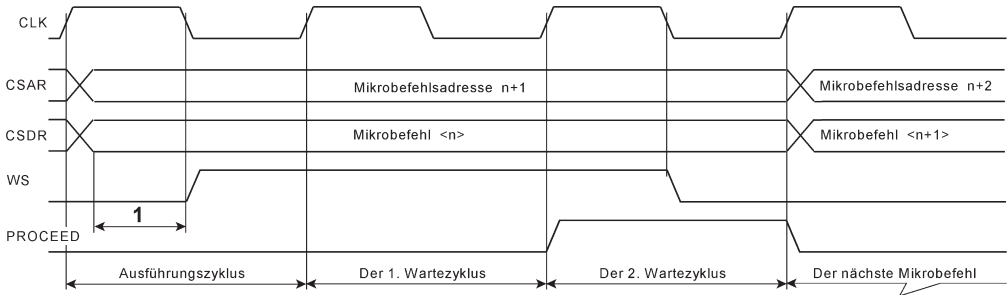 CLK
CSAR
Mikrobefehlsadresse n+1
Mikrobefehlsadresse n+2
CSDR
Mikrobefehl <n>
Mikrobefehl <n+1>
WS
1
PROCEED
Ausführungszyklus
Der 1. Wartezyklus
Der 2. Wartezyklus
Der nächste Mikrobefehl